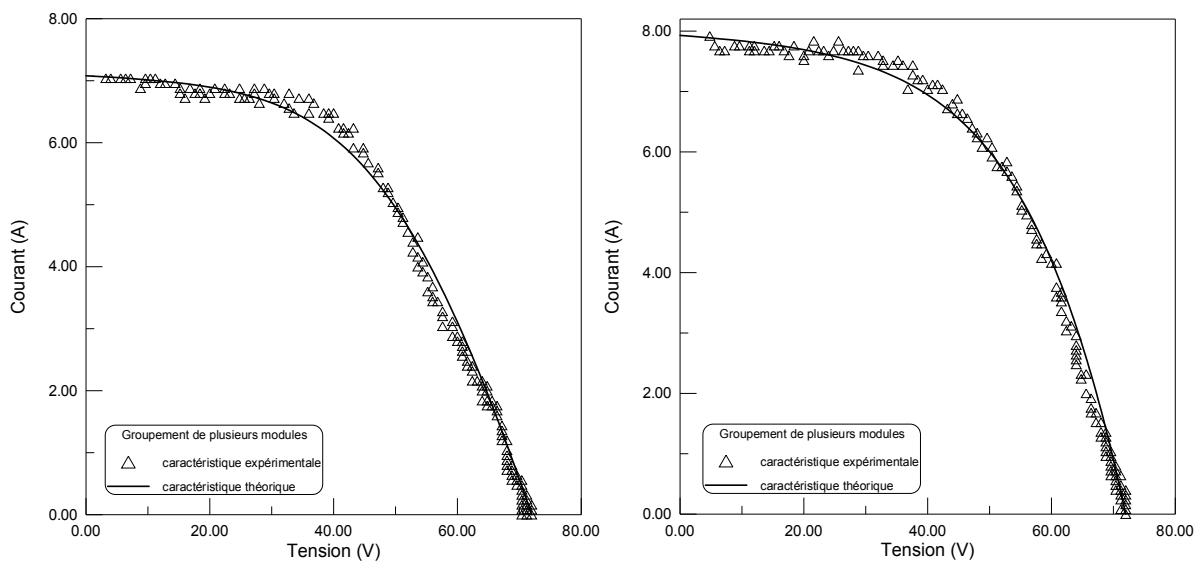 8.00
6.00
4.00
2.00
0.00
Courant (A)
Groupement de plusieurs modules
caractéristique expérimentale
caractéristique théorique
0.00
20.00
40.00
60.00
80.00
Tension (V)
8.00
6.00
4.00
2.00
0.00
Courant (A)
Groupement de plusieurs modules
caractéristique expérimentale
caractéristique théorique
0.00
20.00
40.00
60.00
80.00
Tension (V)